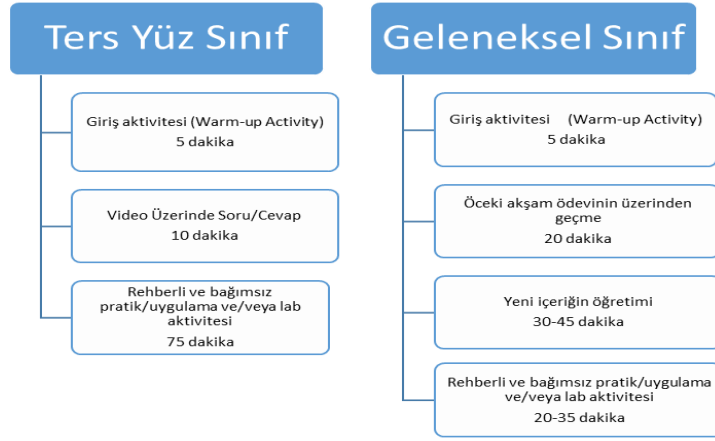 Ters Yüz Sınıf
Giriş aktivitesi (Warm-up Activity)
5 dakika
Video Üzerinde Soru/Cevap
10 dakika
Rehberli ve bağımsız
pratik/uygulama ve/veya lab
aktivitesi
75 dakika
Geleneksel Sınıf
Giriş aktivitesi (Warm-up Activity)
5 dakika
Öceki akşam ödevinin üzerinden
geçme
20 dakika
Yeni içeriğin öğretimi
30-45 dakika
Rehberli ve bağımsız pratik/uygulama
ve/veya lab aktivitesi
20-35 dakika